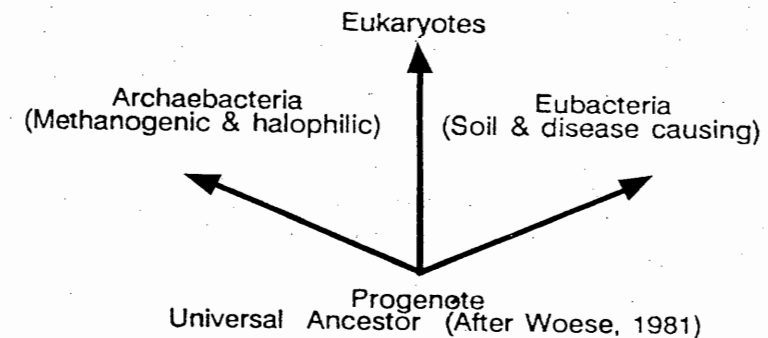 Eukaryotes
Archaebacteria
(Methanogenic & halophilic)
Eubacteria
(Soil & disease causing)
Progenote
Universal Ancestor (After Woese, 1981)